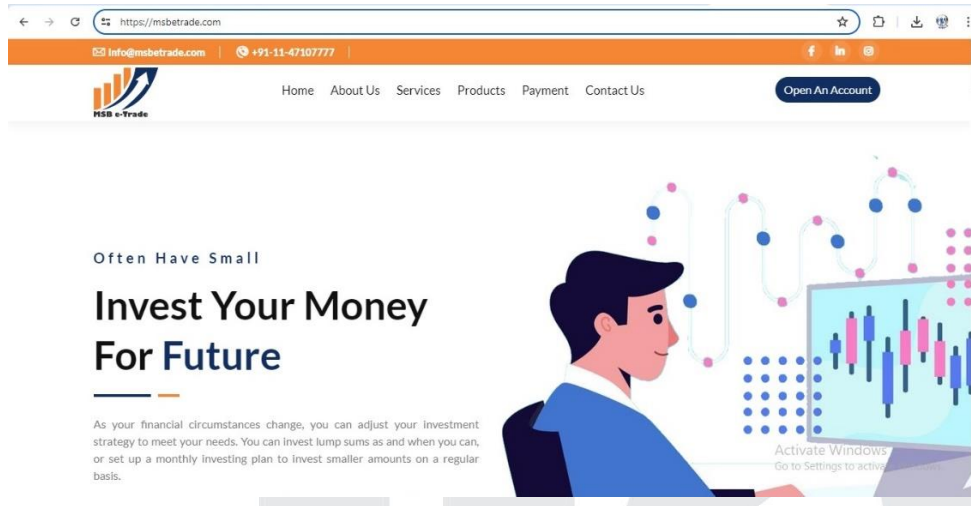 https://msbetrade.com
Info@msbetrade.com | +91-11-47107777 |
MSB e-Trade
Home About Us Services Products Payment Contact Us
Open An Account
Often Have Small
Invest Your Money
For Future
As your financial circumstances change, you can adjust your investment
strategy to meet your needs. You can invest lump sums as and when you can,
or set up a monthly investing plan to invest smaller amounts on a regular
basis.
Activate Windows
Go to Settings to activate Windows.